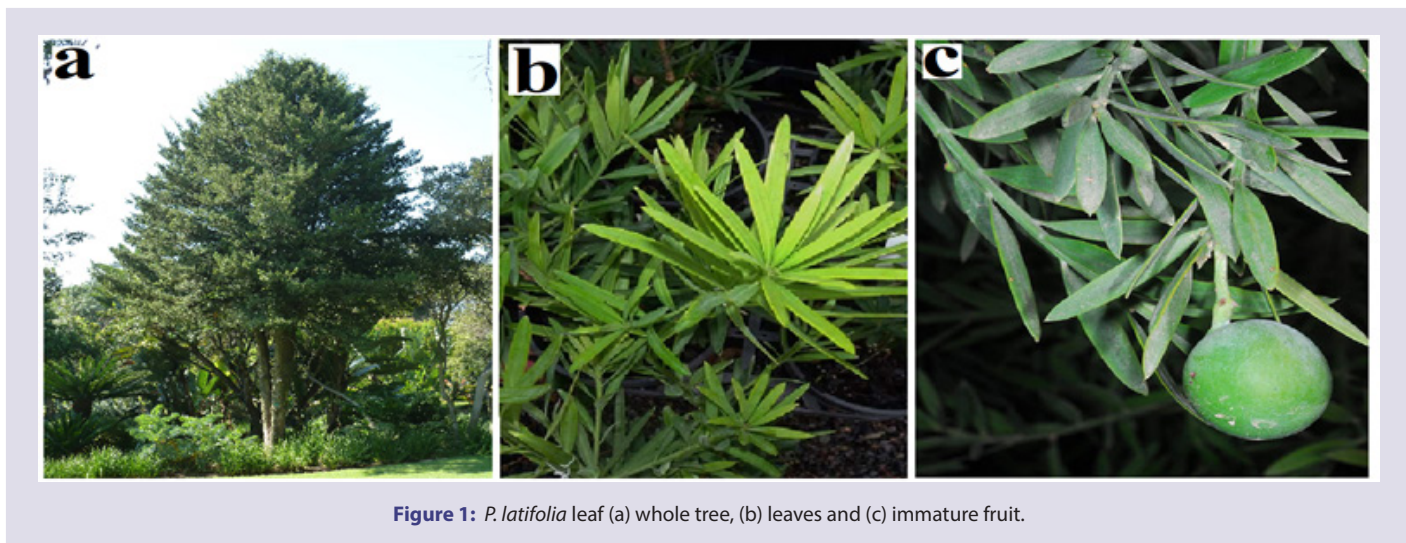 a
b
c
Figure 1: P. latifolia leaf (a) whole tree, (b) leaves and (c) immature fruit.